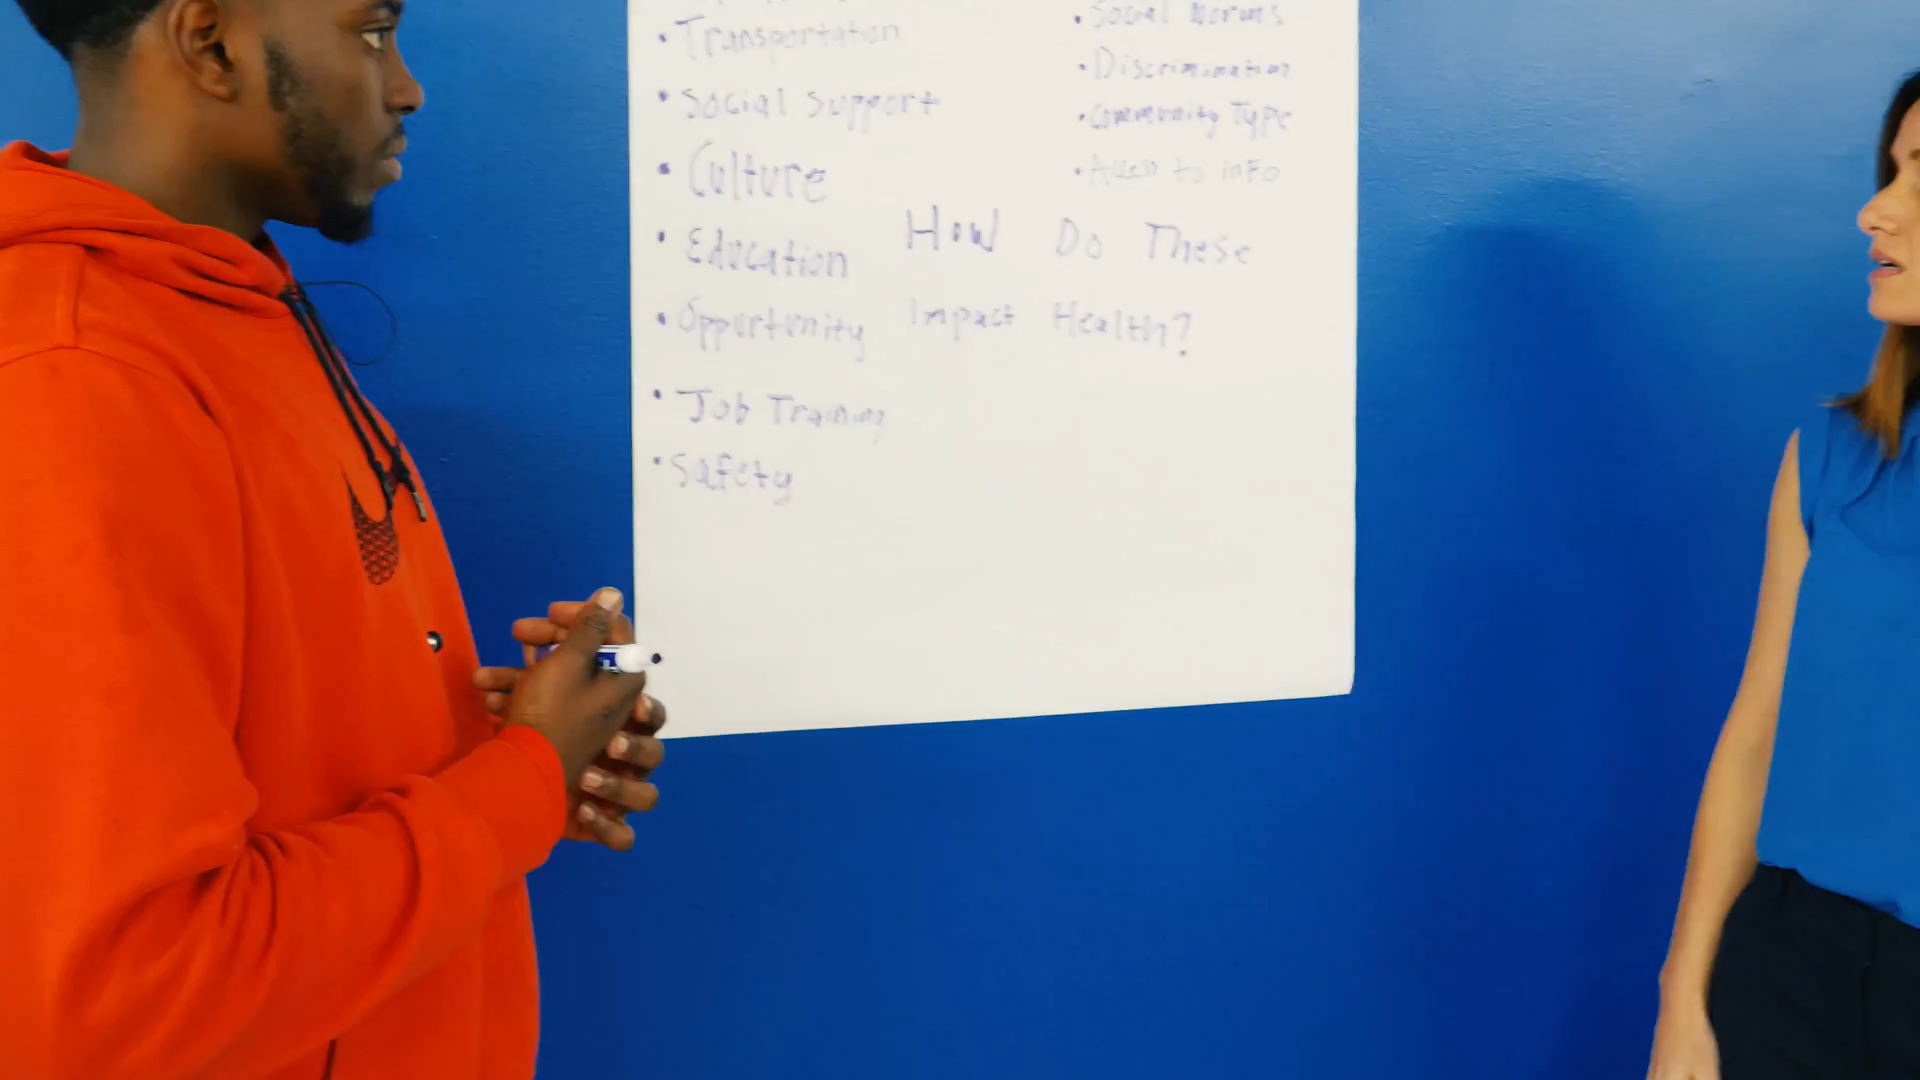 • Transportation
• Social Support
• Culture
• Education
• Opportunity
• Job Training
• Safety
• Social Norms
• Discrimination
• Community Type
• Access to info
How Do These
Impact Health?